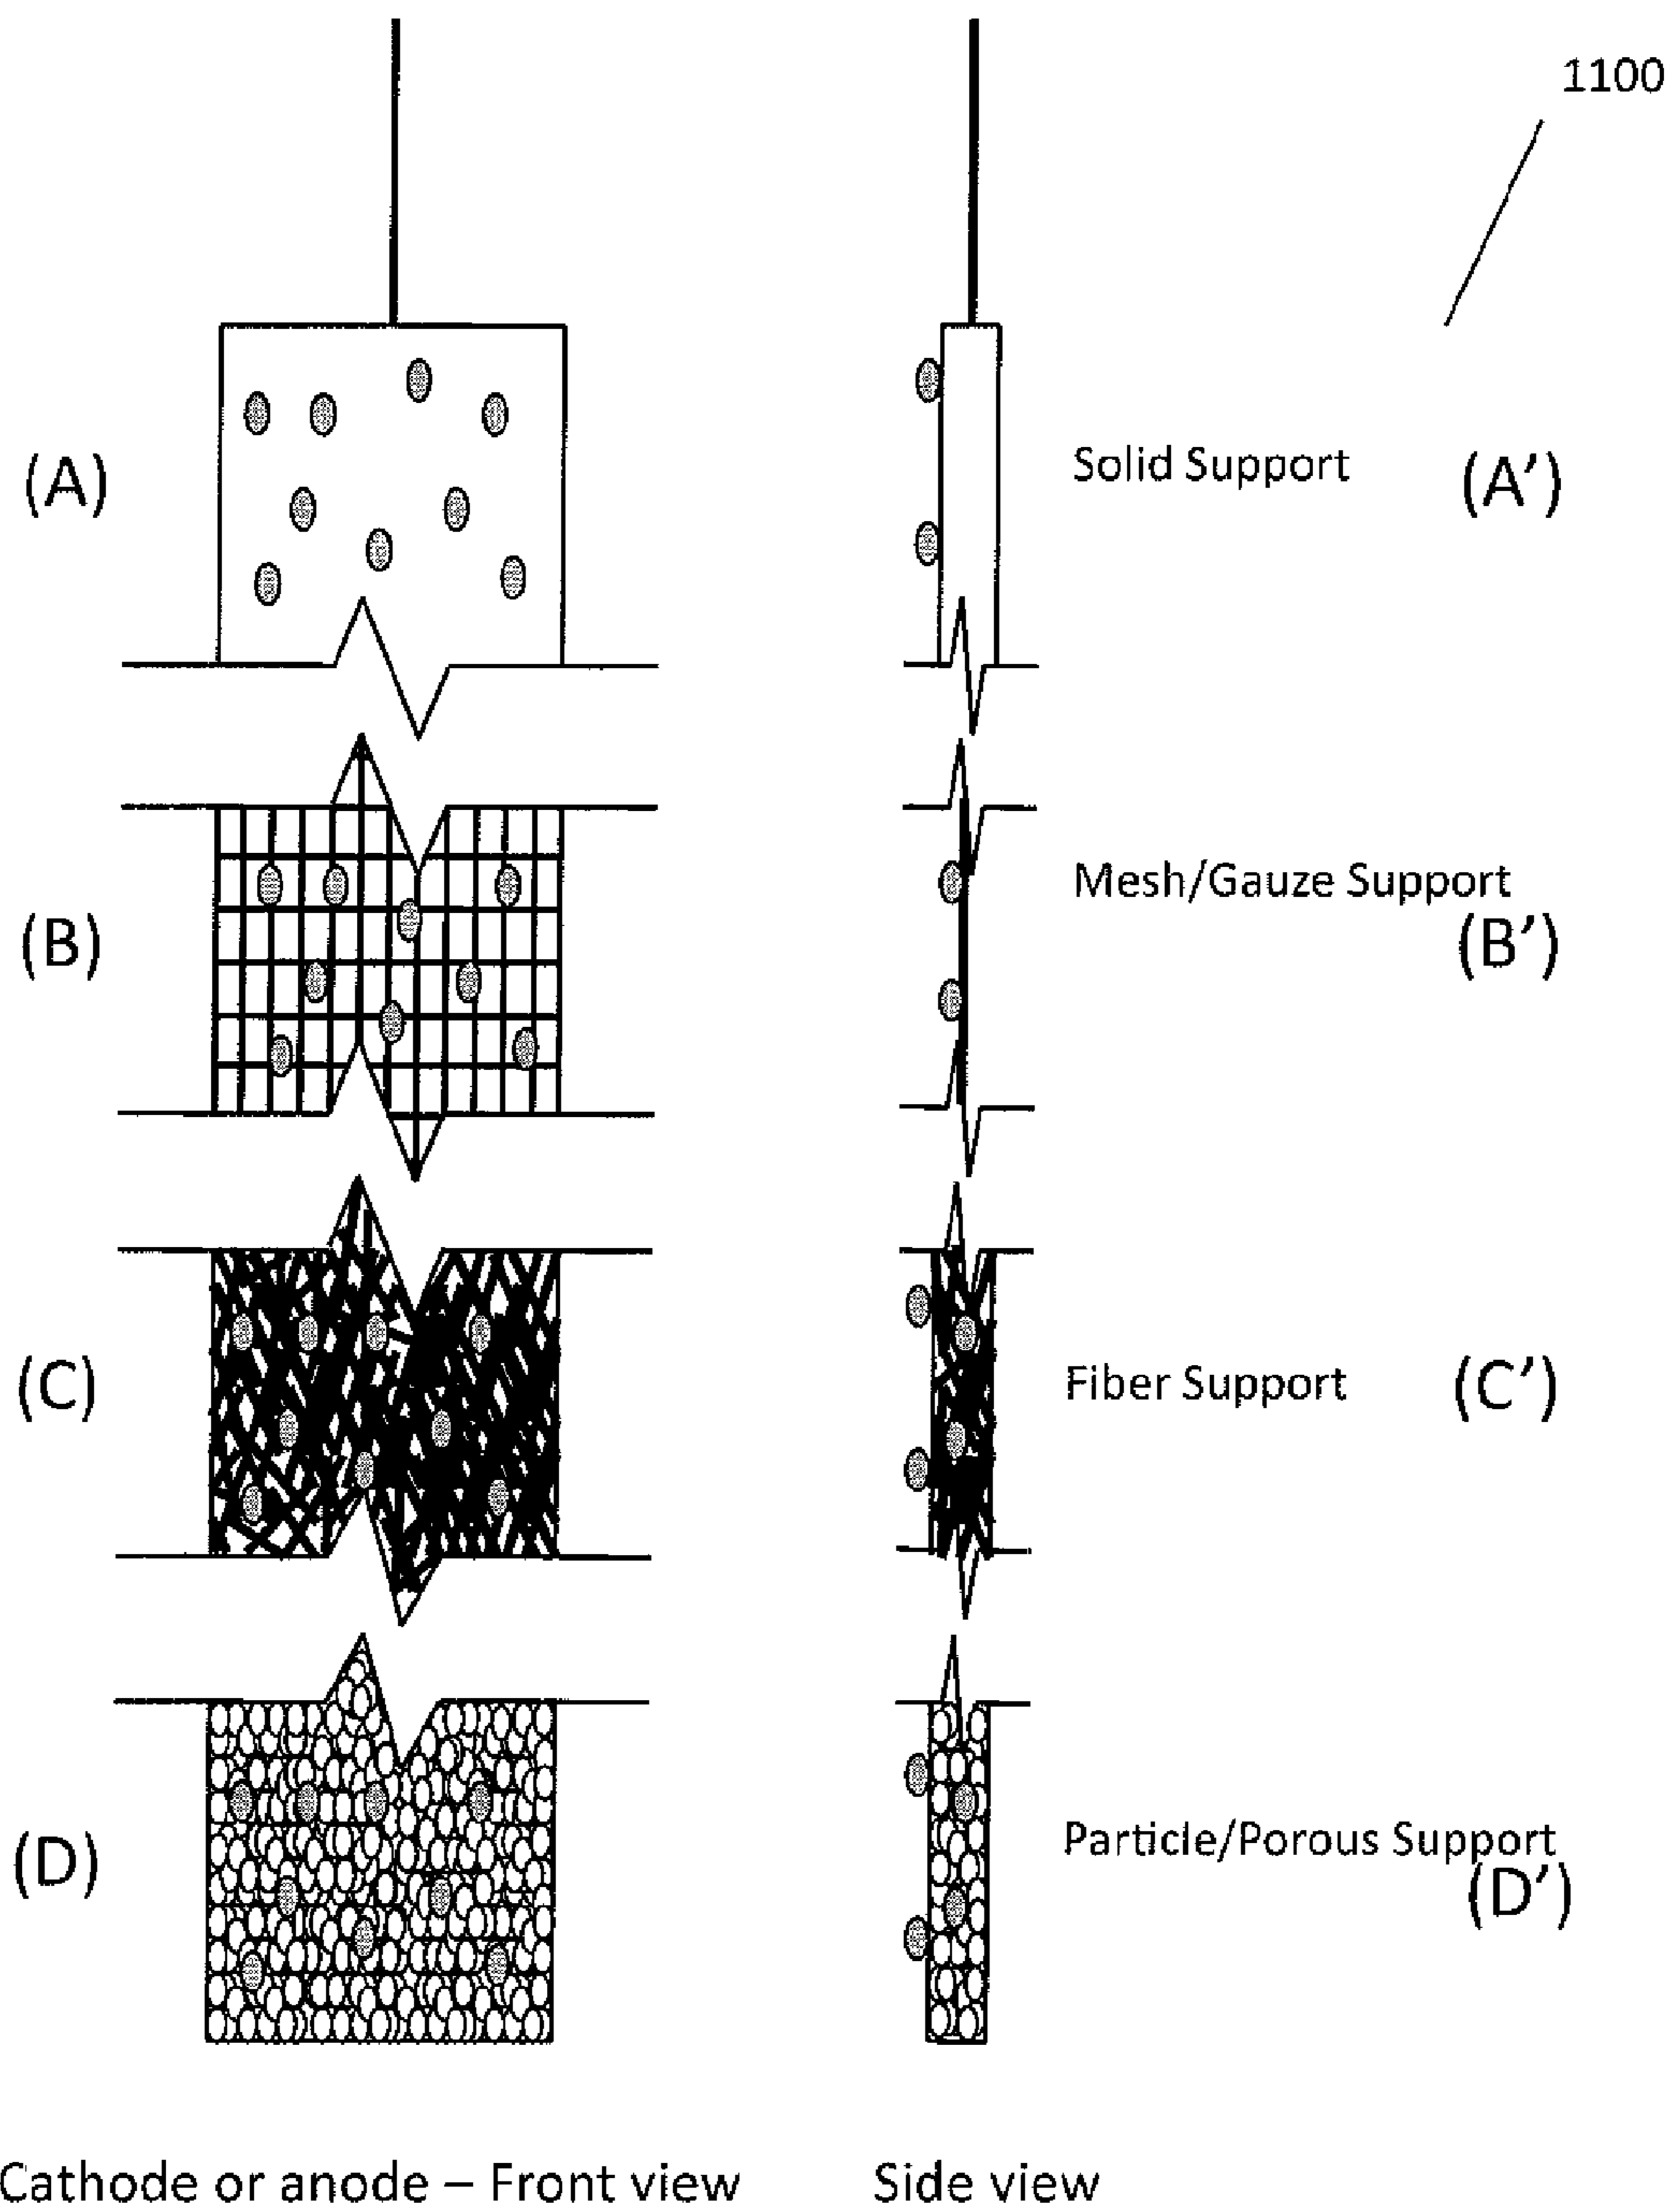 1100
(A)
Solid Support
(A’)
Mesh/Gauze Support
(B)
(B’)
(C)
Fiber Support
(C’)
Particle/Porous Support
(D)
(D’)
Cathode or anode – Front view
Side view